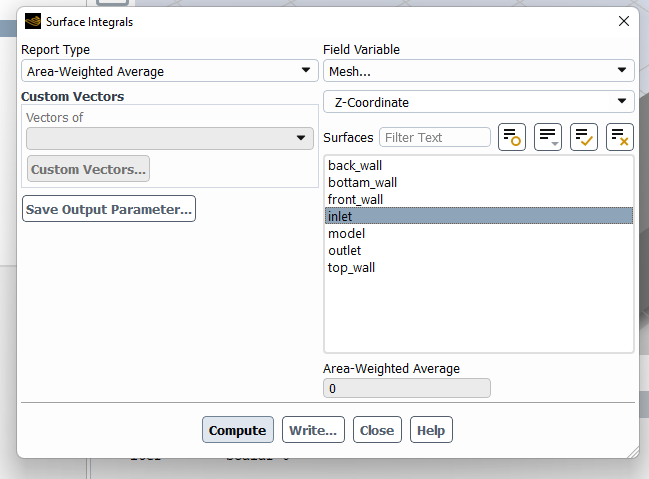 Surface Integrals
Report Type
Area-Weighted Average
Custom Vectors
Vectors of
Custom Vectors...
Save Output Parameter...
Field Variable
Mesh...
Z-Coordinate
Surfaces Filter Text
back_wall
bottam_wall
front_wall
inlet
model
outlet
top_wall
Area-Weighted Average
0
Compute Write... Close Help